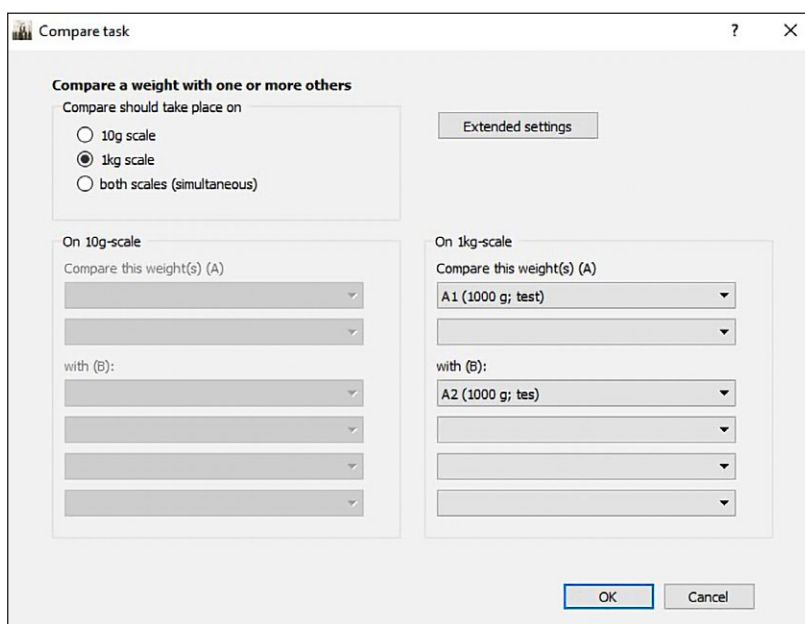 Compare task
?
Compare a weight with one or more others
Compare should take place on
10g scale
1kg scale
both scales (simultaneous)
Extended settings
On 10g-scale
Compare this weight(s) (A)
with (B):
On 1kg-scale
Compare this weight(s) (A)
A1 (1000 g; test)
with (B):
A2 (1000 g; tes)
OK
Cancel